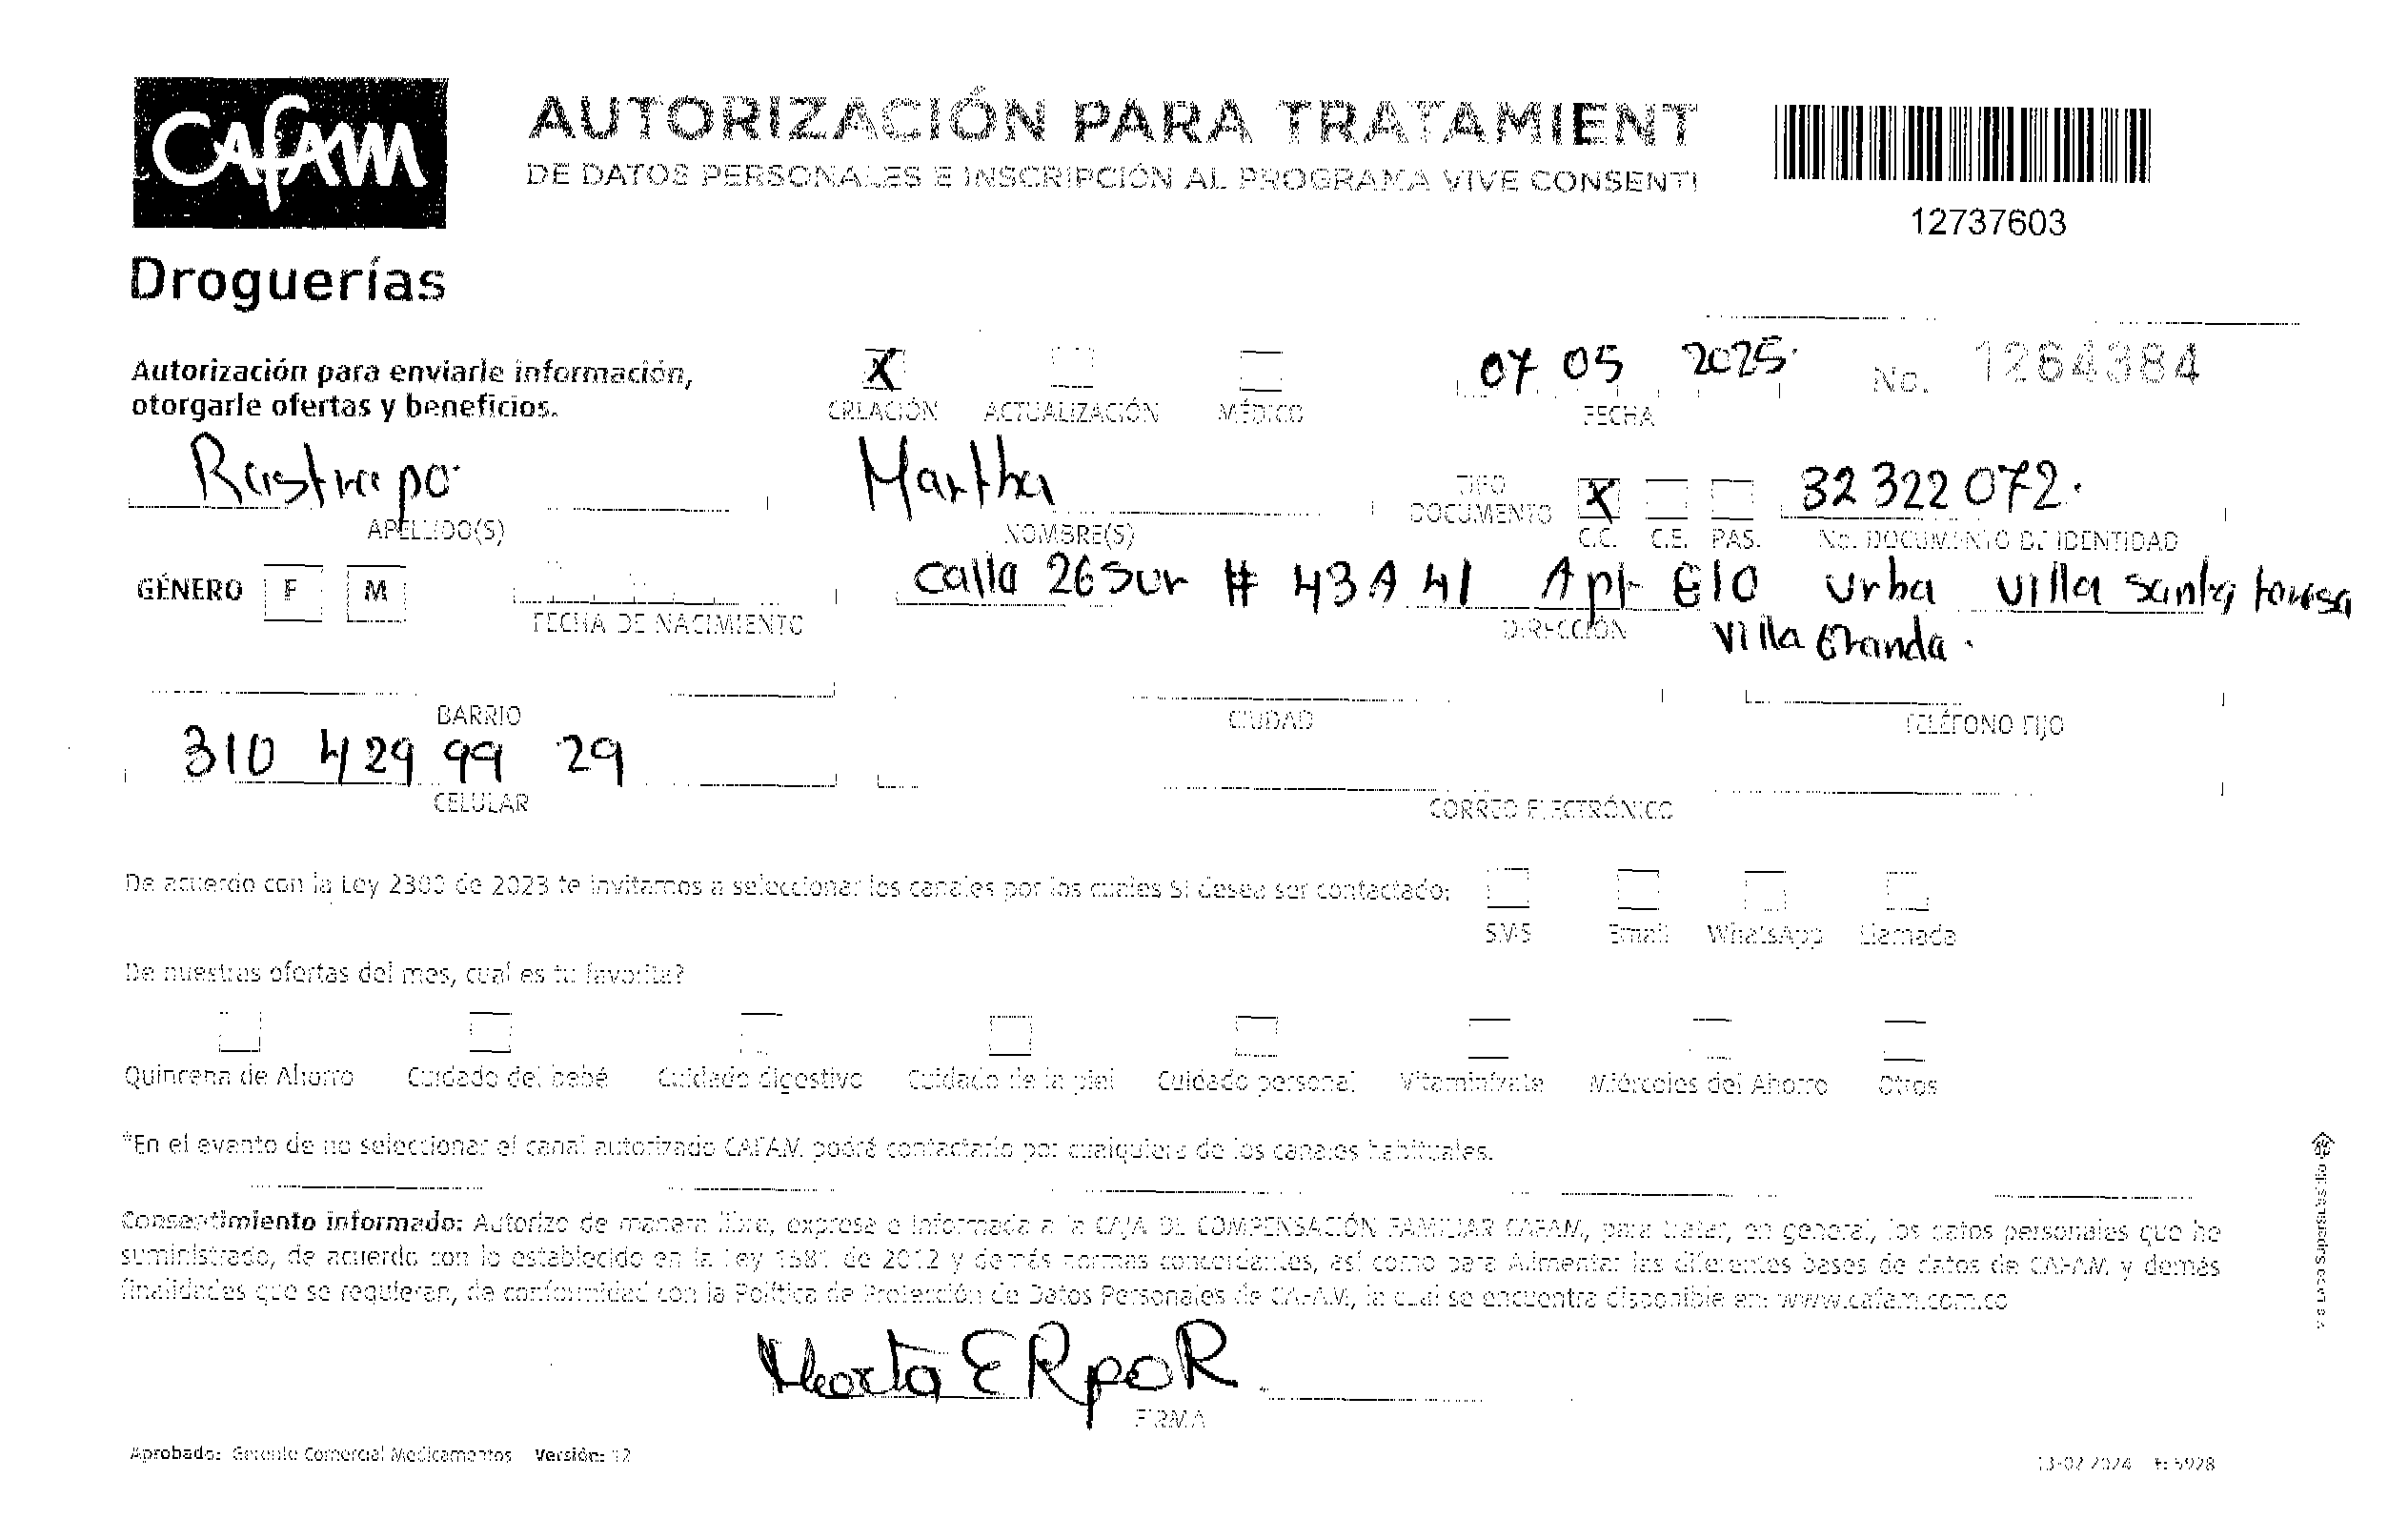 CAFAM
Droguerías
AUTORIZACIÓN PARA TRATAMIENT
DE DATOS PERSONALES E INSCRIPCIÓN AL PROGRAMA VIVE CONSENTI
12737603
Autorización para enviarle información,
otorgarle ofertas y beneficios.
X
CREACIÓN ACTUALIZACIÓN MÉDICO
07 05 2025.
FECHA
No. 1264384
Restrepo
APELLIDO(S)
Martha
NOMBRE(S)
TIPO
DOCUMENTO
X
C.C. C.E. PAS.
32 322 072.
No. DOCUMENTO DE IDENTIDAD
GÉNERO F M
FECHA DE NACIMIENTO
calle 26 Sur # 43 A 41 Apt 610 Urba villa santa teresa
Villa Grande.
DIRECCIÓN
BARRIO
CIUDAD
TELÉFONO FIJO
310 429 99 29
CELULAR
CORREO ELECTRÓNICO
De acuerdo con la Ley 2300 de 2023 te invitamos a seleccionar los canales por los cuales SI desea ser contactado:
SMS Email WhatsApp Llamada
De nuestras ofertas del mes, cual es tu favorita?
Quincena de Ahorro Cuidado del bebé Cuidado digestivo Cuidado de la piel Cuidado personal Vitamínízate Miércoles del Ahorro Otros
*En el evento de no seleccionar el canal autorizado CAFAM podrá contactarlo por cualquiera de los canales habituales.
Consentimiento informado: Autorizo de manera libre, expresa e informada a la CAJA DE COMPENSACIÓN FAMILIAR CAFAM, para tratar, en general, los datos personales que he
suministrado, de acuerdo con lo establecido en la Ley 1581 de 2012 y demás normas concordantes, así como para Alimentar las diferentes bases de datos de CAFAM y demás
finalidades que se requieran, de conformidad con la Política de Protección de Datos Personales de CAFAM, la cual se encuentra disponible en: www.cafam.com.co
Marta E RpoR
FIRMA
Aprobado: Gerente Comercial Medicamentos Versión: 12
13-02-2024 F: 5928